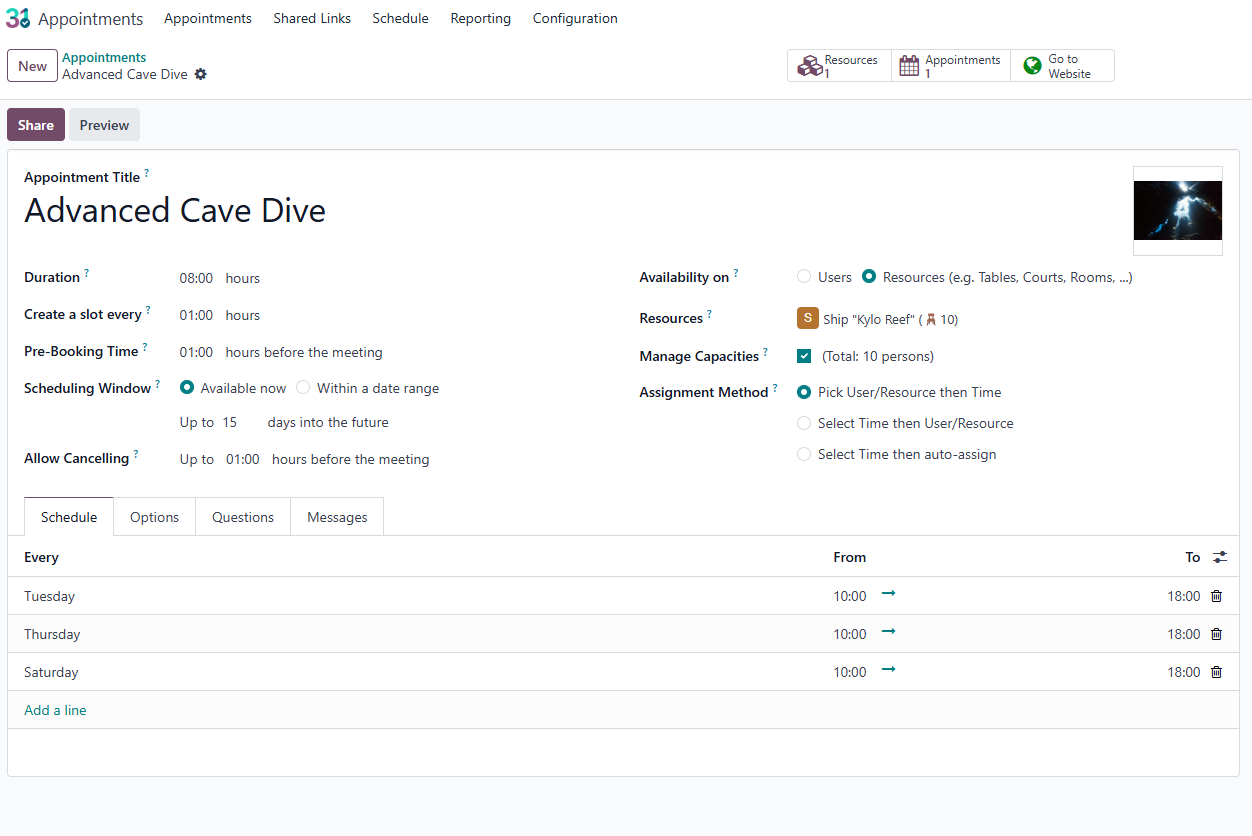 31 Appointments Appointments Shared Links Schedule Reporting Configuration
New
Appointments
Advanced Cave Dive
Resources
1
Appointments
1
Go to
Website
Share Preview
Appointment Title ?
Advanced Cave Dive
Duration ? 08:00 hours
Create a slot every ? 01:00 hours
Pre-Booking Time ? 01:00 hours before the meeting
Scheduling Window ? Available now Within a date range
Up to 15 days into the future
Allow Cancelling ? Up to 01:00 hours before the meeting
Availability on ? Users Resources (e.g. Tables, Courts, Rooms, ...)
Resources ? S Ship "Kylo Reef" ( 10)
Manage Capacities ? (Total: 10 persons)
Assignment Method ? Pick User/Resource then Time
Select Time then User/Resource
Select Time then auto-assign
Schedule Options Questions Messages
Every From To
Tuesday 10:00 → 18:00
Thursday 10:00 → 18:00
Saturday 10:00 → 18:00
Add a line